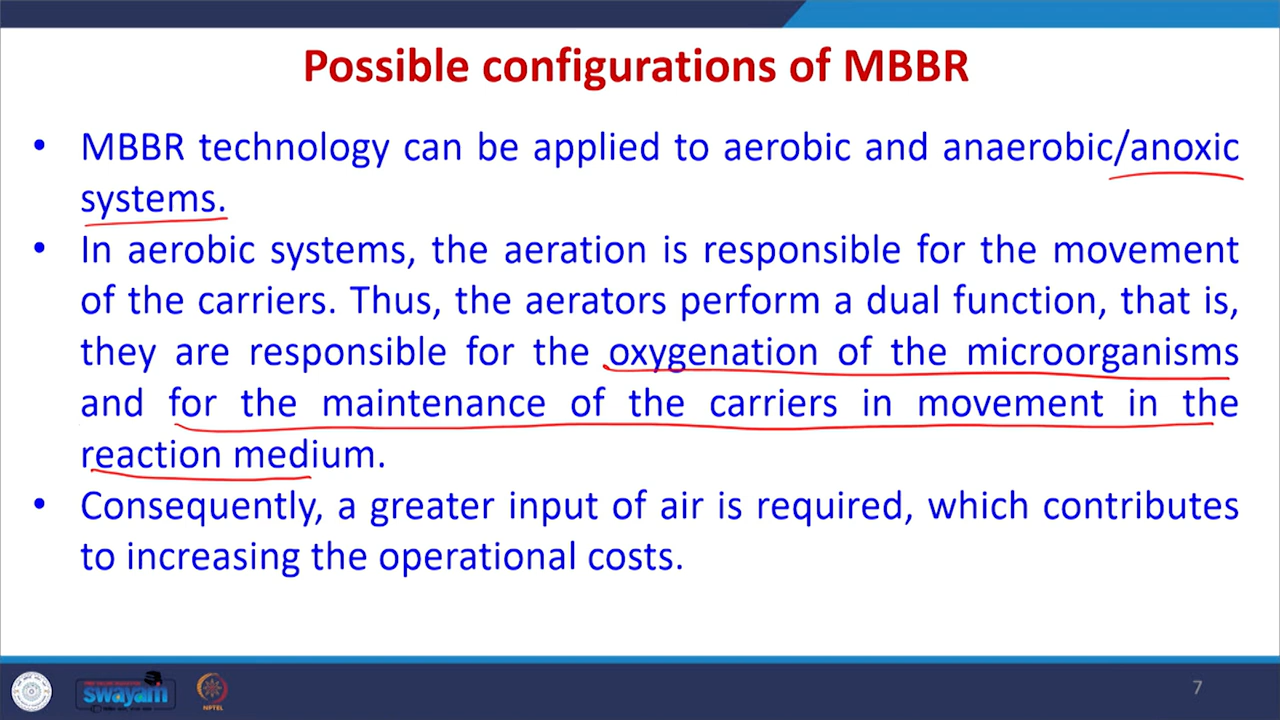 Possible configurations of MBBR
• MBBR technology can be applied to aerobic and anaerobic/anoxic
systems.
• In aerobic systems, the aeration is responsible for the movement
of the carriers. Thus, the aerators perform a dual function, that is,
they are responsible for the oxygenation of the microorganisms
and for the maintenance of the carriers in movement in the
reaction medium.
• Consequently, a greater input of air is required, which contributes
to increasing the operational costs.
swayam
NPTEL
7